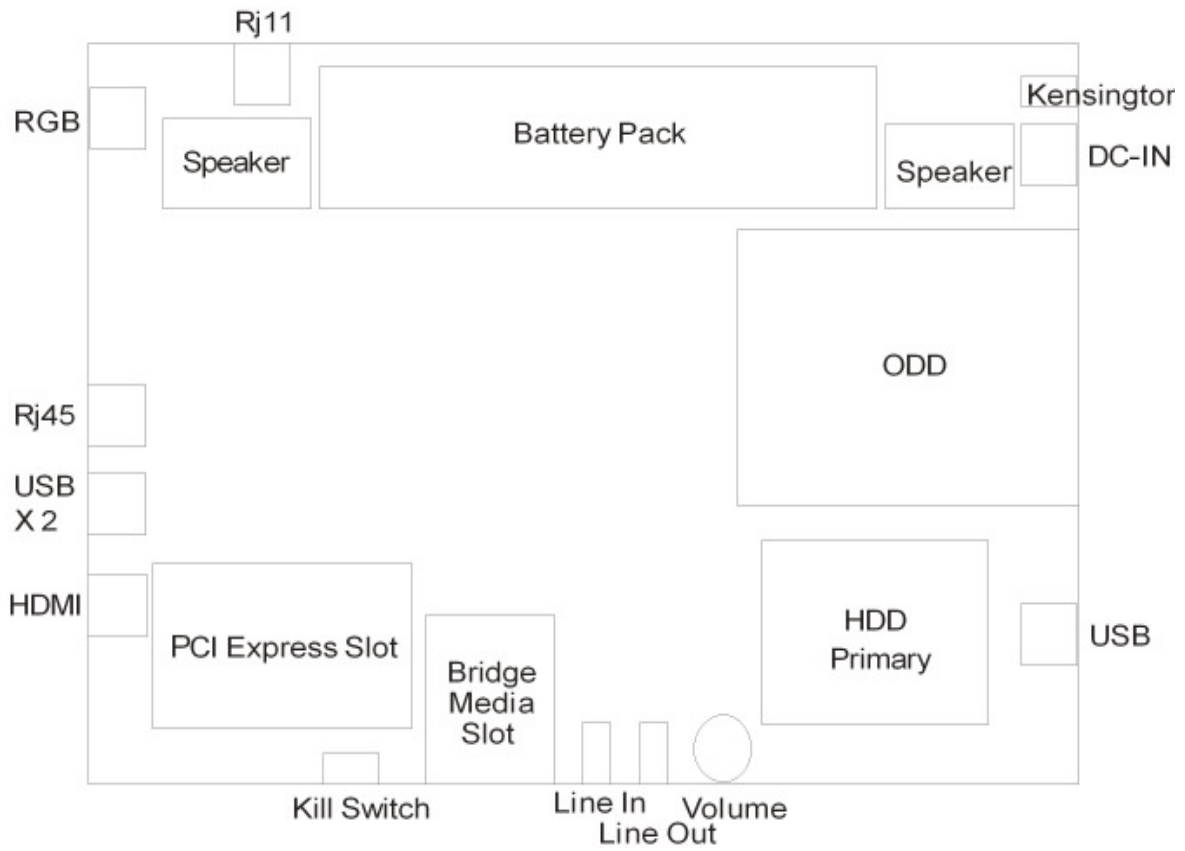 Rj11
RGB
Speaker
Battery Pack
Speaker
Kensingtor
DC-IN
ODD
Rj45
USB
X 2
HDMI
PCI Express Slot
Bridge
Media
Slot
HDD
Primary
USB
Kill Switch
Line In
Line Out
Volume